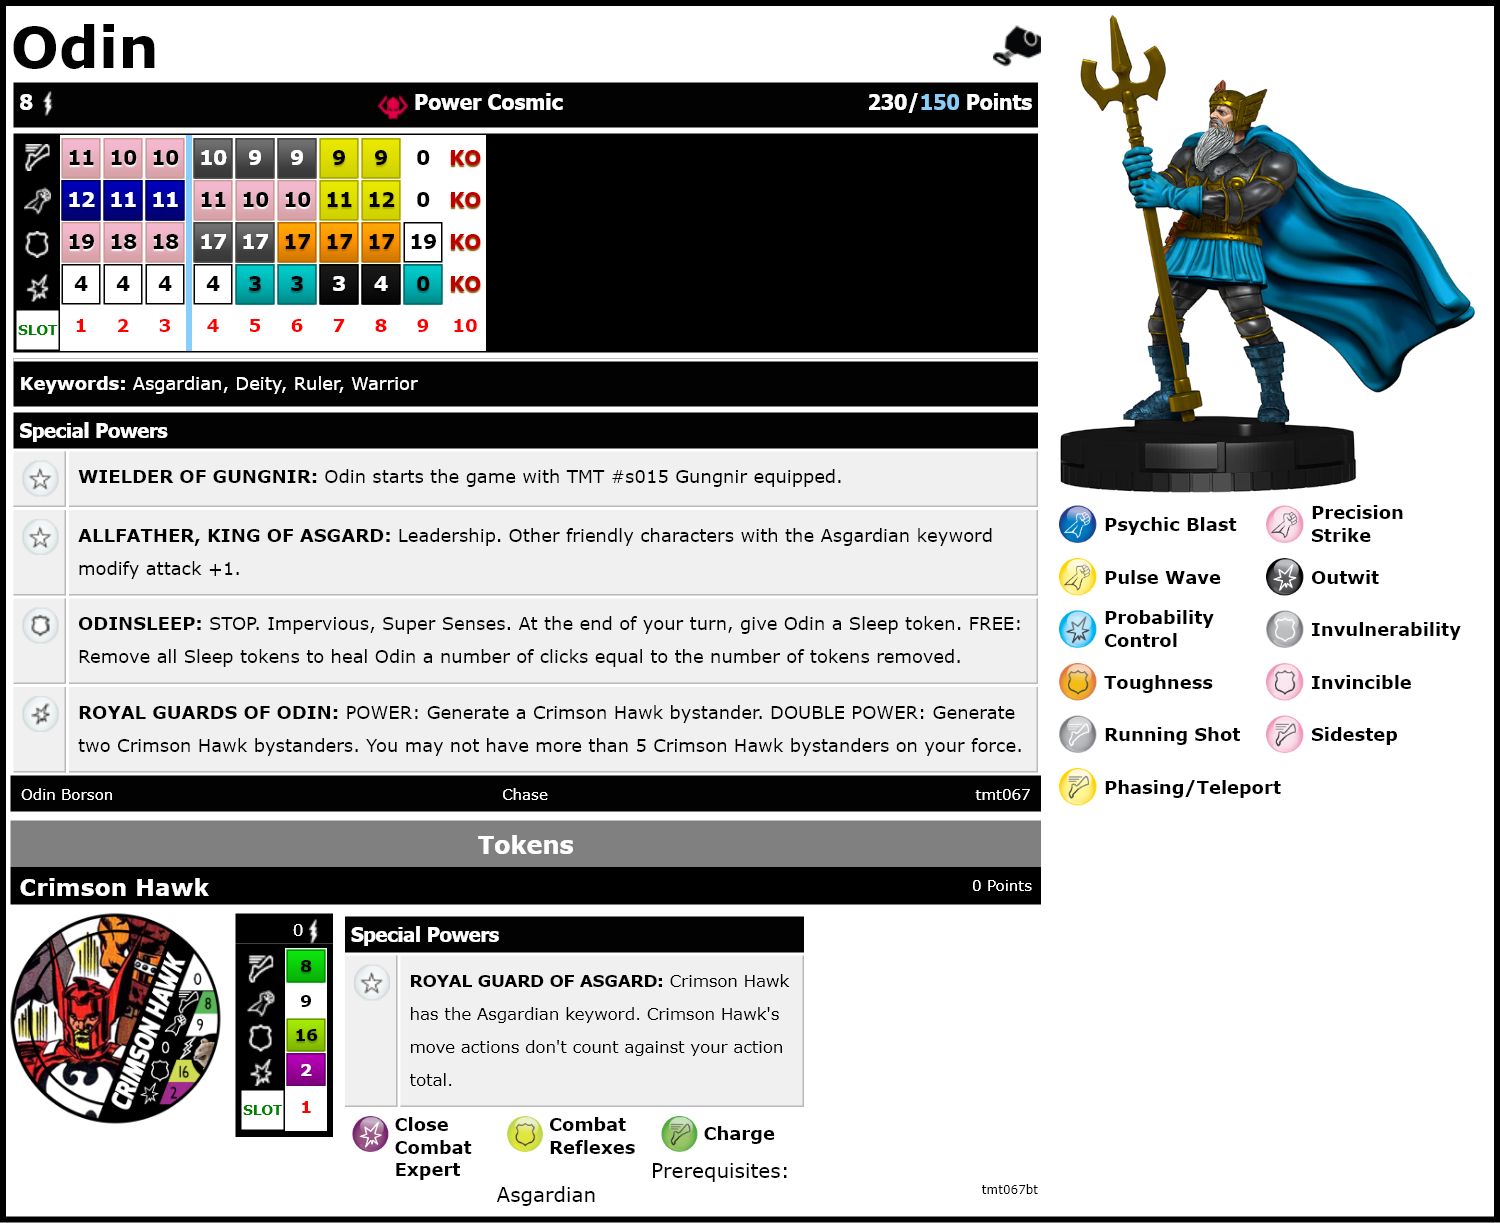 Odin
8 Power Cosmic 230/150 Points
11 10 10 10 9 9 9 9 0 KO
12 11 11 11 10 10 11 12 0 KO
19 18 18 17 17 17 17 17 19 KO
4 4 4 4 3 3 3 4 0 KO
SLOT 1 2 3 4 5 6 7 8 9 10
Keywords: Asgardian, Deity, Ruler, Warrior
Special Powers
WIELDER OF GUNGNIR: Odin starts the game with TMT #s015 Gungnir equipped.
ALLFATHER, KING OF ASGARD: Leadership. Other friendly characters with the Asgardian keyword
modify attack +1.
ODINSLEEP: STOP. Impervious, Super Senses. At the end of your turn, give Odin a Sleep token. FREE:
Remove all Sleep tokens to heal Odin a number of clicks equal to the number of tokens removed.
ROYAL GUARDS OF ODIN: POWER: Generate a Crimson Hawk bystander. DOUBLE POWER: Generate
two Crimson Hawk bystanders. You may not have more than 5 Crimson Hawk bystanders on your force.
Odin Borson Chase tmt067
Psychic Blast
Precision
Strike
Pulse Wave
Outwit
Probability
Control
Invulnerability
Toughness
Invincible
Running Shot
Sidestep
Phasing/Teleport
Tokens
Crimson Hawk 0 Points
CRIMSON HAWK
0
8
9
0
16
2
0
8
9
16
2
SLOT 1
Special Powers
ROYAL GUARD OF ASGARD: Crimson Hawk
has the Asgardian keyword. Crimson Hawk's
move actions don't count against your action
total.
Close
Combat
Expert
Combat
Reflexes
Charge
Prerequisites:
Asgardian
tmt067bt